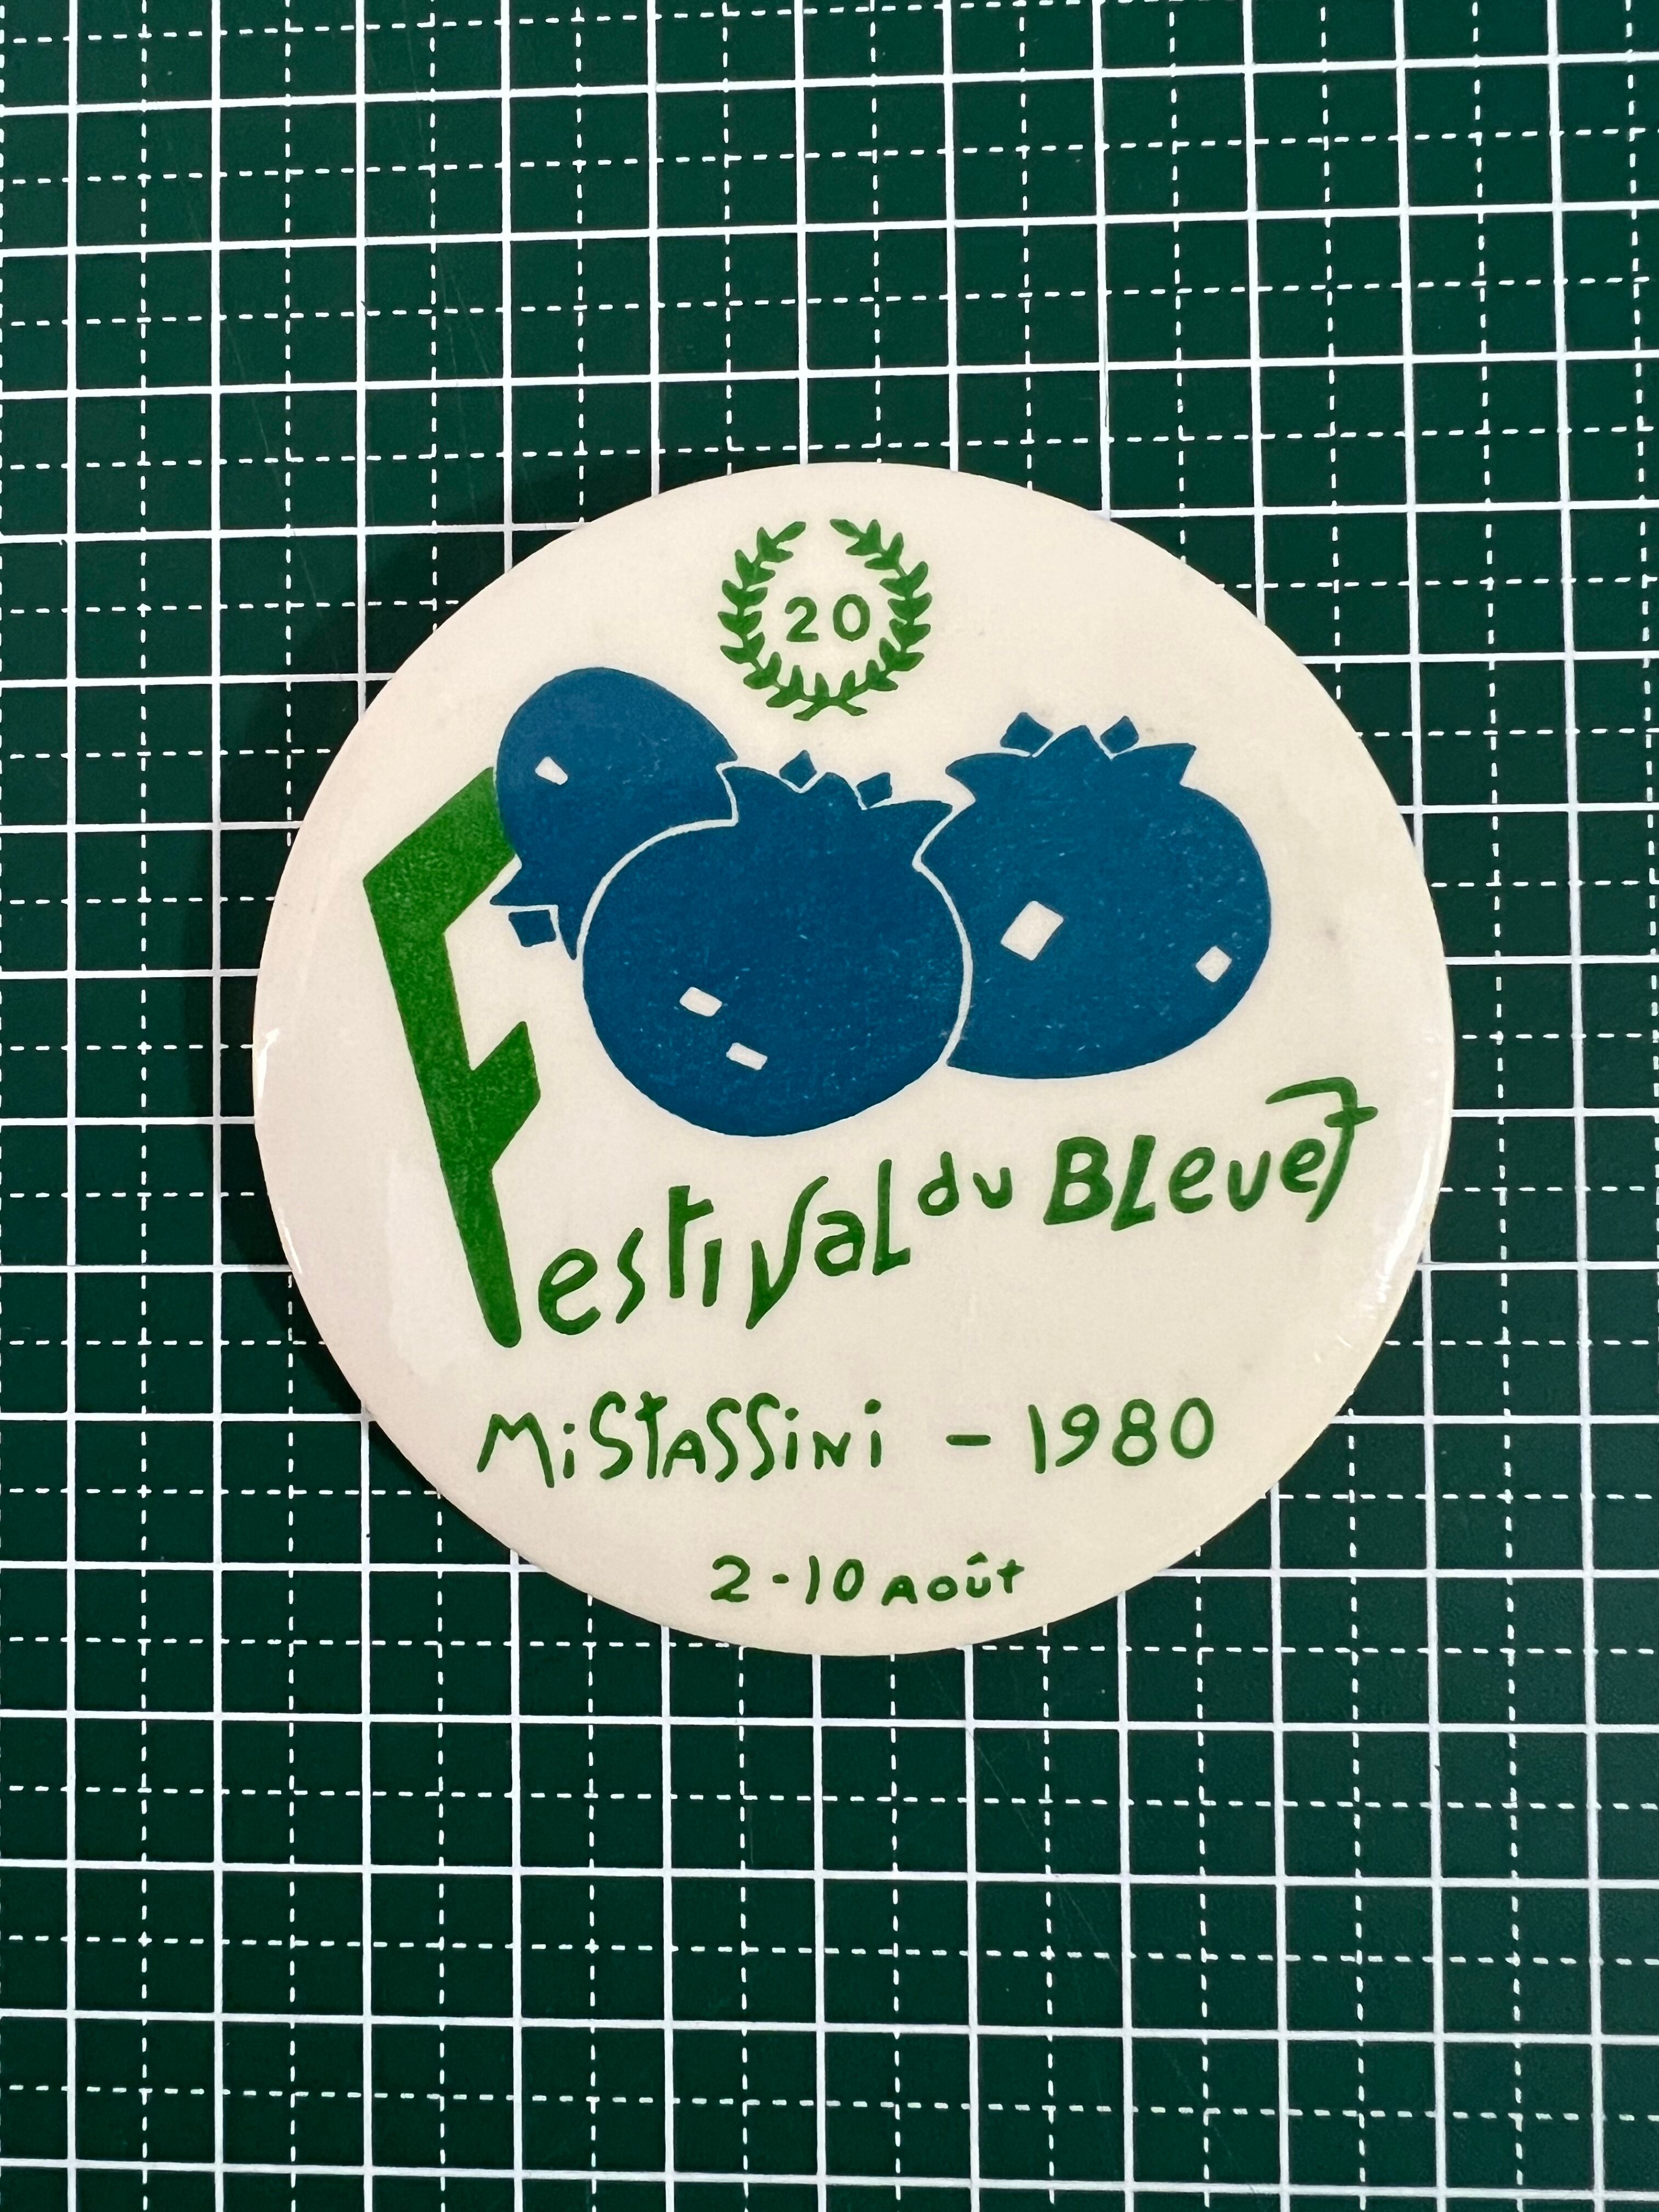 20
Festival du Bleuet
Mistassini - 1980
2-10 Août